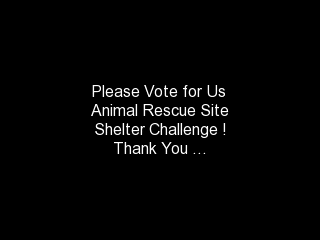 Please Vote for Us
Animal Rescue Site
Shelter Challenge !
Thank You ...